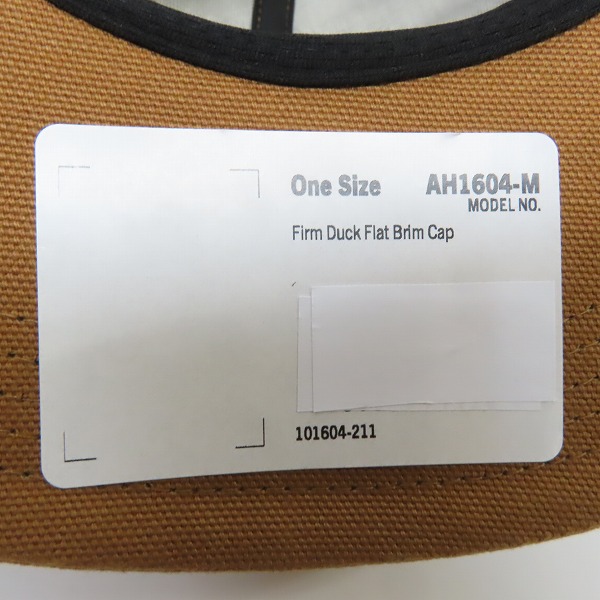 One Size AH1604-M
MODEL NO.
Firm Duck Flat Brim Cap
101604-211